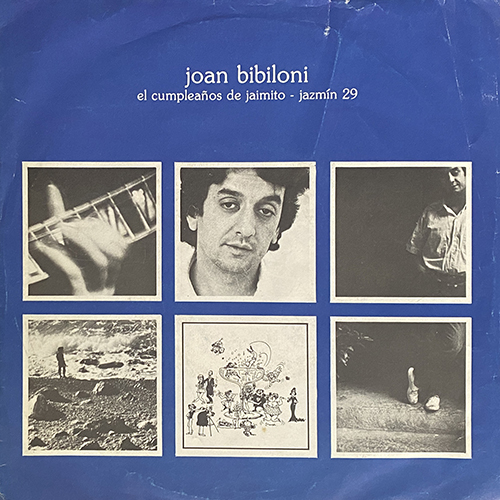 joan bibiloni
el cumpleaños de jaimito - jazmín 29